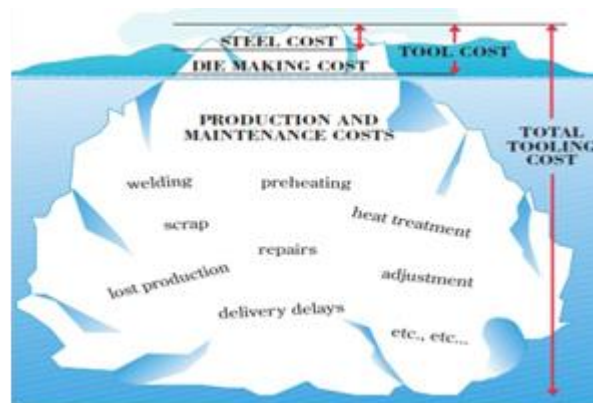 STEEL COST
TOOL COST
DIE MAKING COST
PRODUCTION AND
MAINTENANCE COSTS
TOTAL
TOOLING
COST
welding
preheating
scrap
heat treatment
repairs
lost production
adjustment
delivery delays
etc., etc...